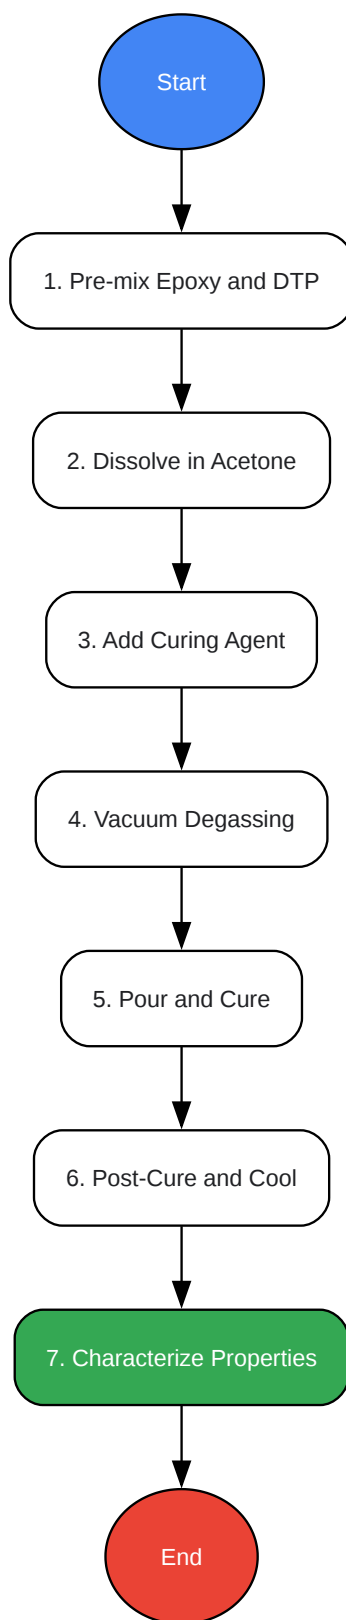 Start
1. Pre-mix Epoxy and DTP
2. Dissolve in Acetone
3. Add Curing Agent
4. Vacuum Degassing
5. Pour and Cure
6. Post-Cure and Cool
7. Characterize Properties
End